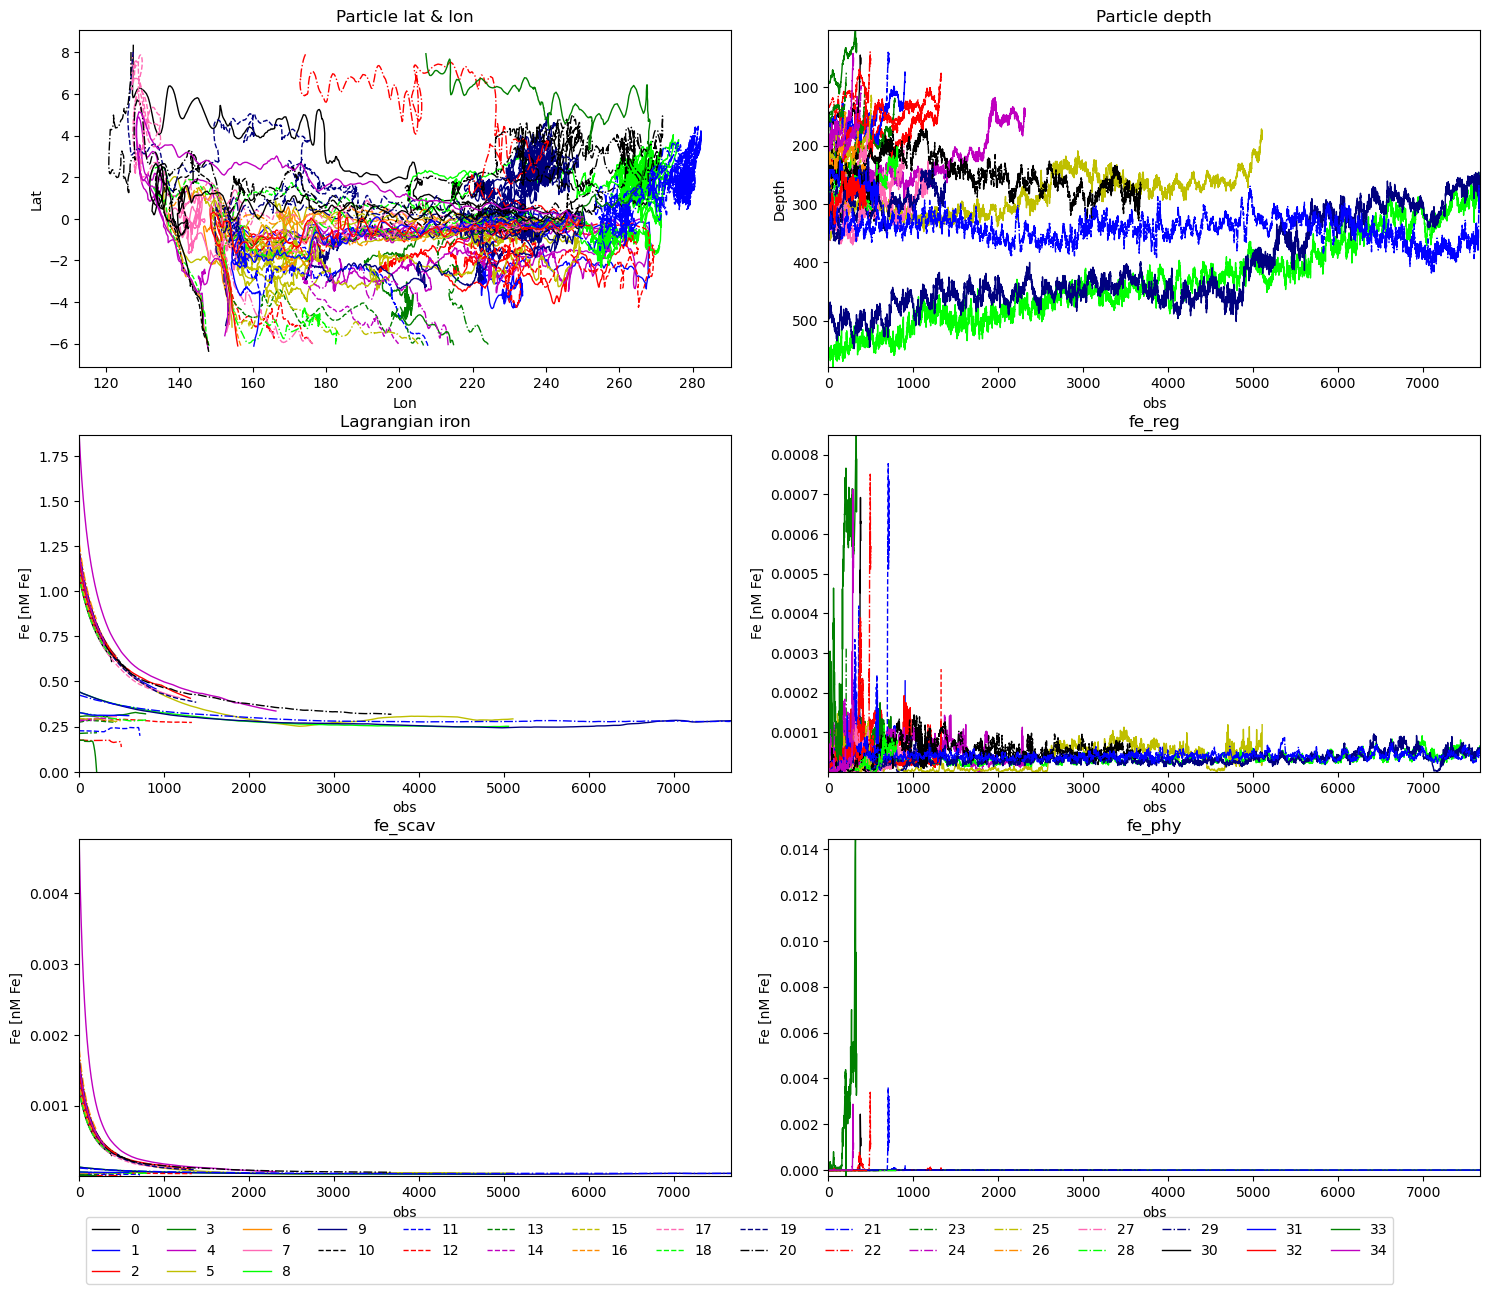 Particle lat & lon
8
6
4
2
0
−2
−4
−6
Lat
120 140 160 180 200 220 240 260 280
Lon
Particle depth
100
200
300
400
500
Depth
0 1000 2000 3000 4000 5000 6000 7000
obs
Lagrangian iron
1.75
1.50
1.25
1.00
0.75
0.50
0.25
0.00
Fe [nM Fe]
0 1000 2000 3000 4000 5000 6000 7000
obs
fe_reg
0.0008
0.0007
0.0006
0.0005
0.0004
0.0003
0.0002
0.0001
Fe [nM Fe]
0 1000 2000 3000 4000 5000 6000 7000
obs
fe_scav
0.004
0.003
0.002
0.001
Fe [nM Fe]
0 1000 2000 3000 4000 5000 6000 7000
obs
fe_phy
0.014
0.012
0.010
0.008
0.006
0.004
0.002
0.000
Fe [nM Fe]
0 1000 2000 3000 4000 5000 6000 7000
obs
0 3 6 9 11 13 15 17 19 21 23 25 27 29 31 33
1 4 7 10 12 14 16 18 20 22 24 26 28 30 32 34
2 5 8